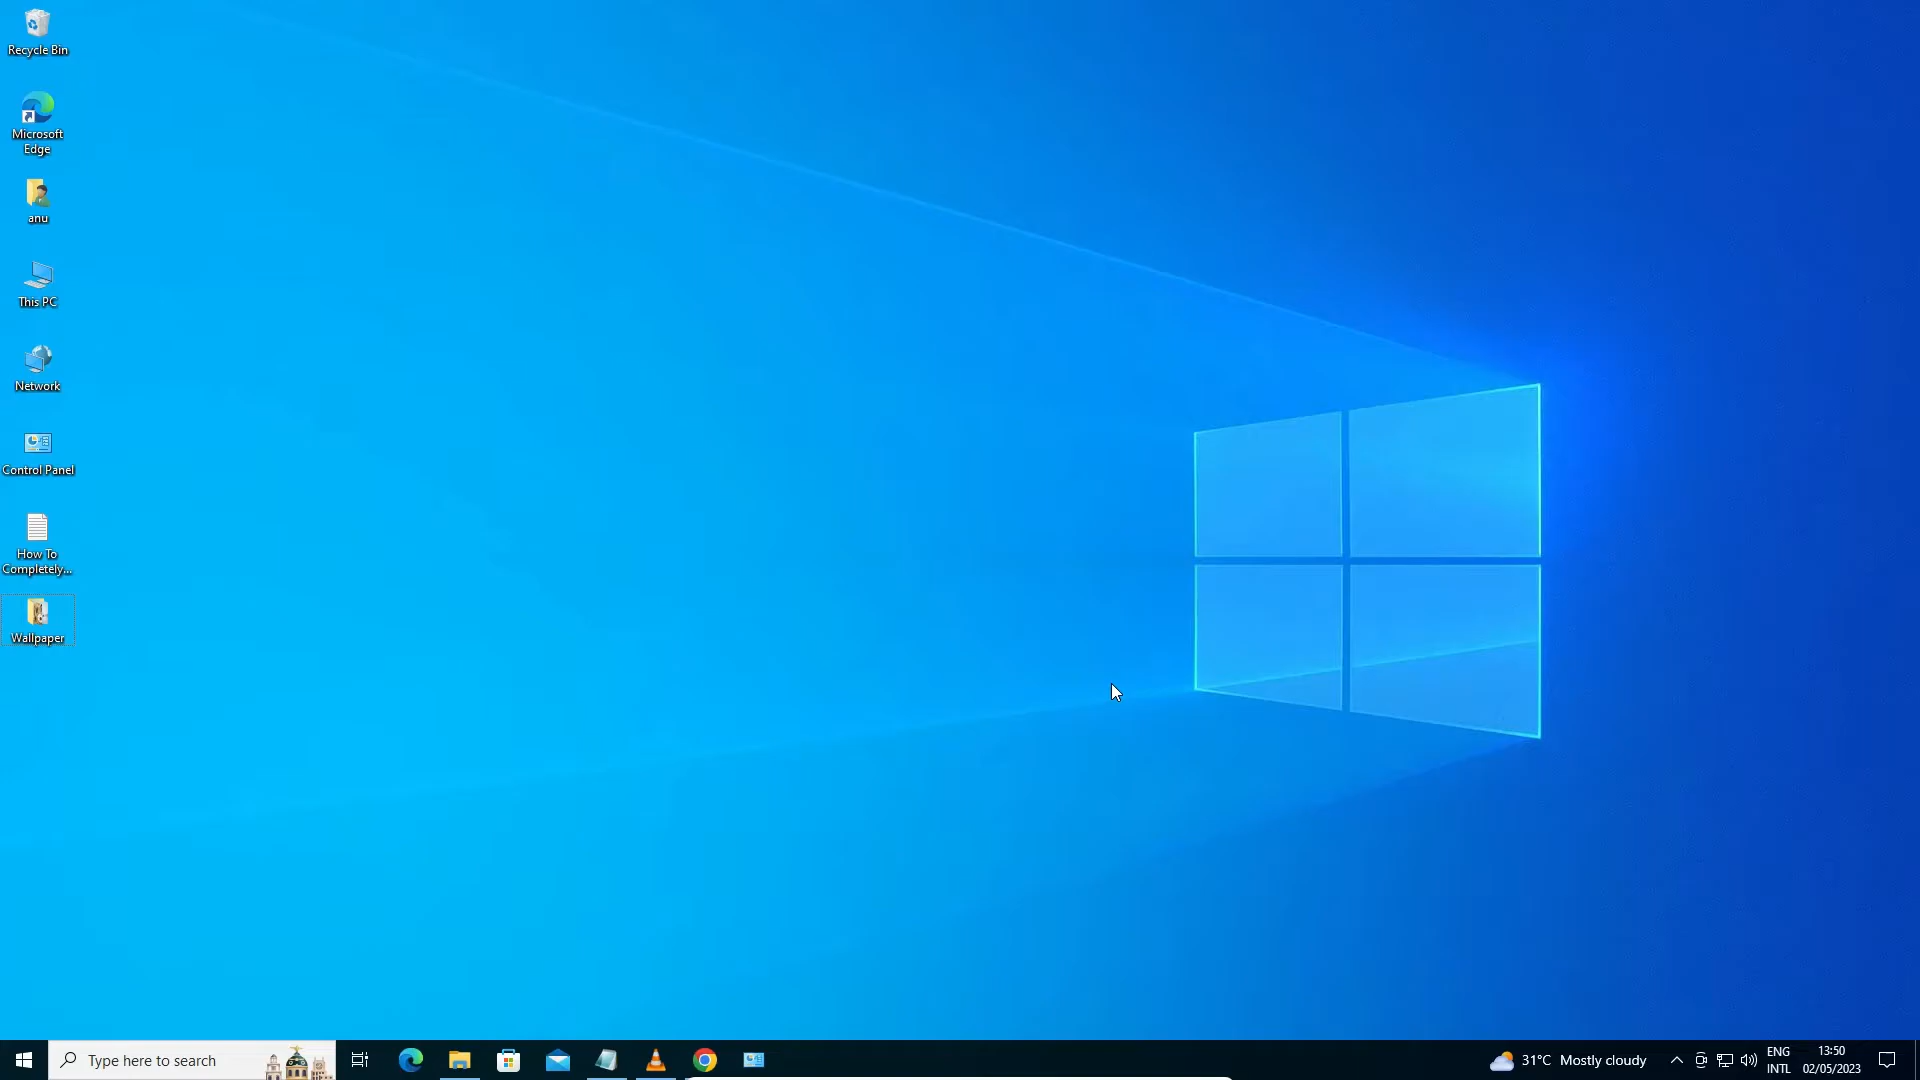 Recycle Bin
Microsoft
Edge
anu
This PC
Network
Control Panel
How To
Completely...
Wallpaper
Type here to search
31°C Mostly cloudy
ENG
INTL
13:50
02/05/2023